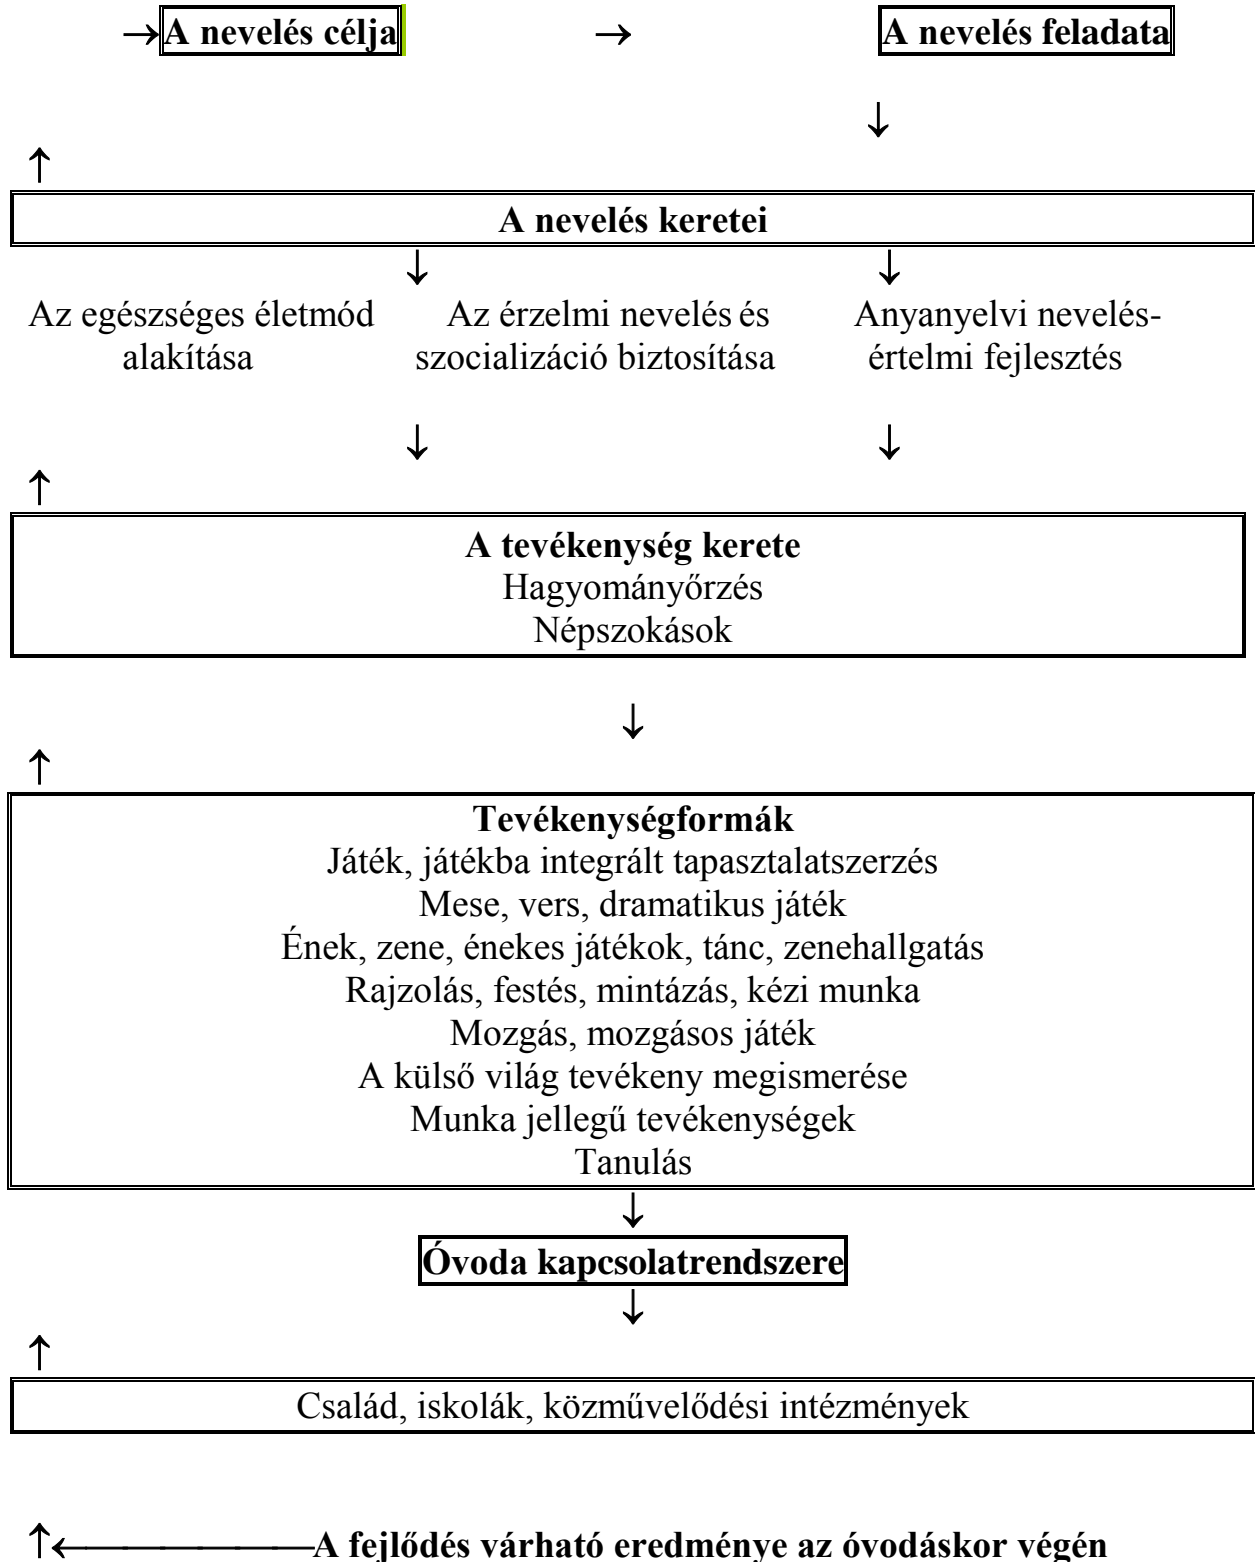 →A nevelés célja → A nevelés feladata
↓
↑
A nevelés keretei
↓ ↓
Az egészséges életmód alakítása
Az érzelmi nevelés és szocializáció biztosítása
Anyanyelvi nevelés-
értelmi fejlesztés
↓ ↓
↑
A tevékenység kerete
Hagyományőrzés
Népszokások
↓
↑
Tevékenységformák
Játék, játékba integrált tapasztalatszerzés
Mese, vers, dramatikus játék
Ének, zene, énekes játékok, tánc, zenehallgatás
Rajzolás, festés, mintázás, kézi munka
Mozgás, mozgásos játék
A külső világ tevékeny megismerése
Munka jellegű tevékenységek
Tanulás
↓
Óvoda kapcsolatrendszere
↓
↑
Család, iskolák, közművelődési intézmények
↑←A fejlődés várható eredménye az óvodáskor végén